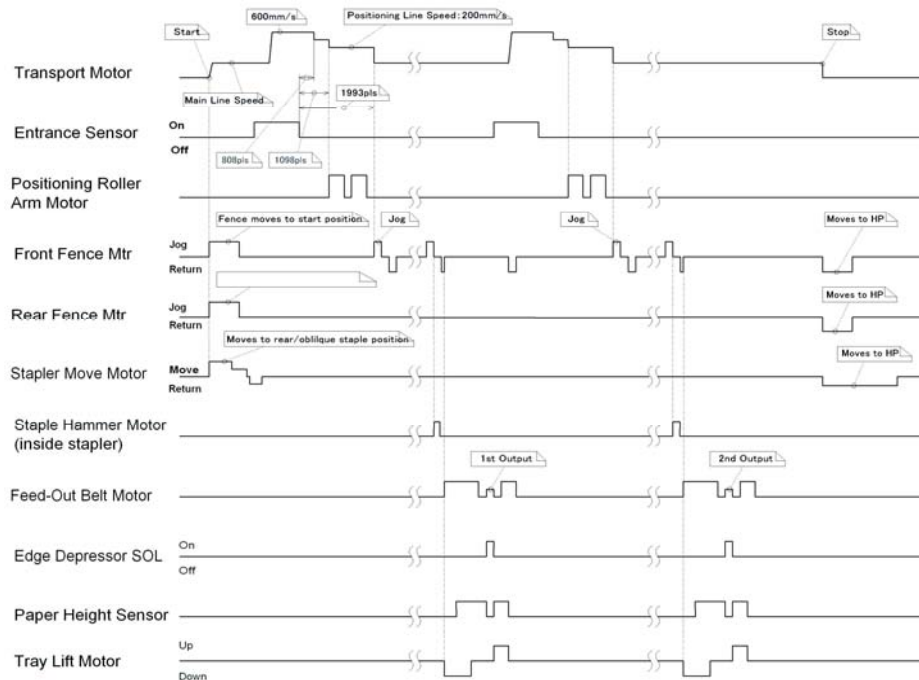 600mm/s
Positioning Line Speed:200mm/s
Start
Stop
Transport Motor
Main Line Speed
1993pls
Entrance Sensor
On
Off
808pls
1098pls
Positioning Roller
Arm Motor
Fence moves to start position
Jog
Jog
Moves to HP
Front Fence Mtr
Jog
Return
Moves to HP
Rear Fence Mtr
Jog
Return
Moves to rear/oblilque staple position
Moves to HP
Stapler Move Motor
Move
Return
Staple Hammer Motor
(inside stapler)
1st Output
2nd Output
Feed-Out Belt Motor
Edge Depressor SOL
On
Off
Paper Height Sensor
Tray Lift Motor
Up
Down